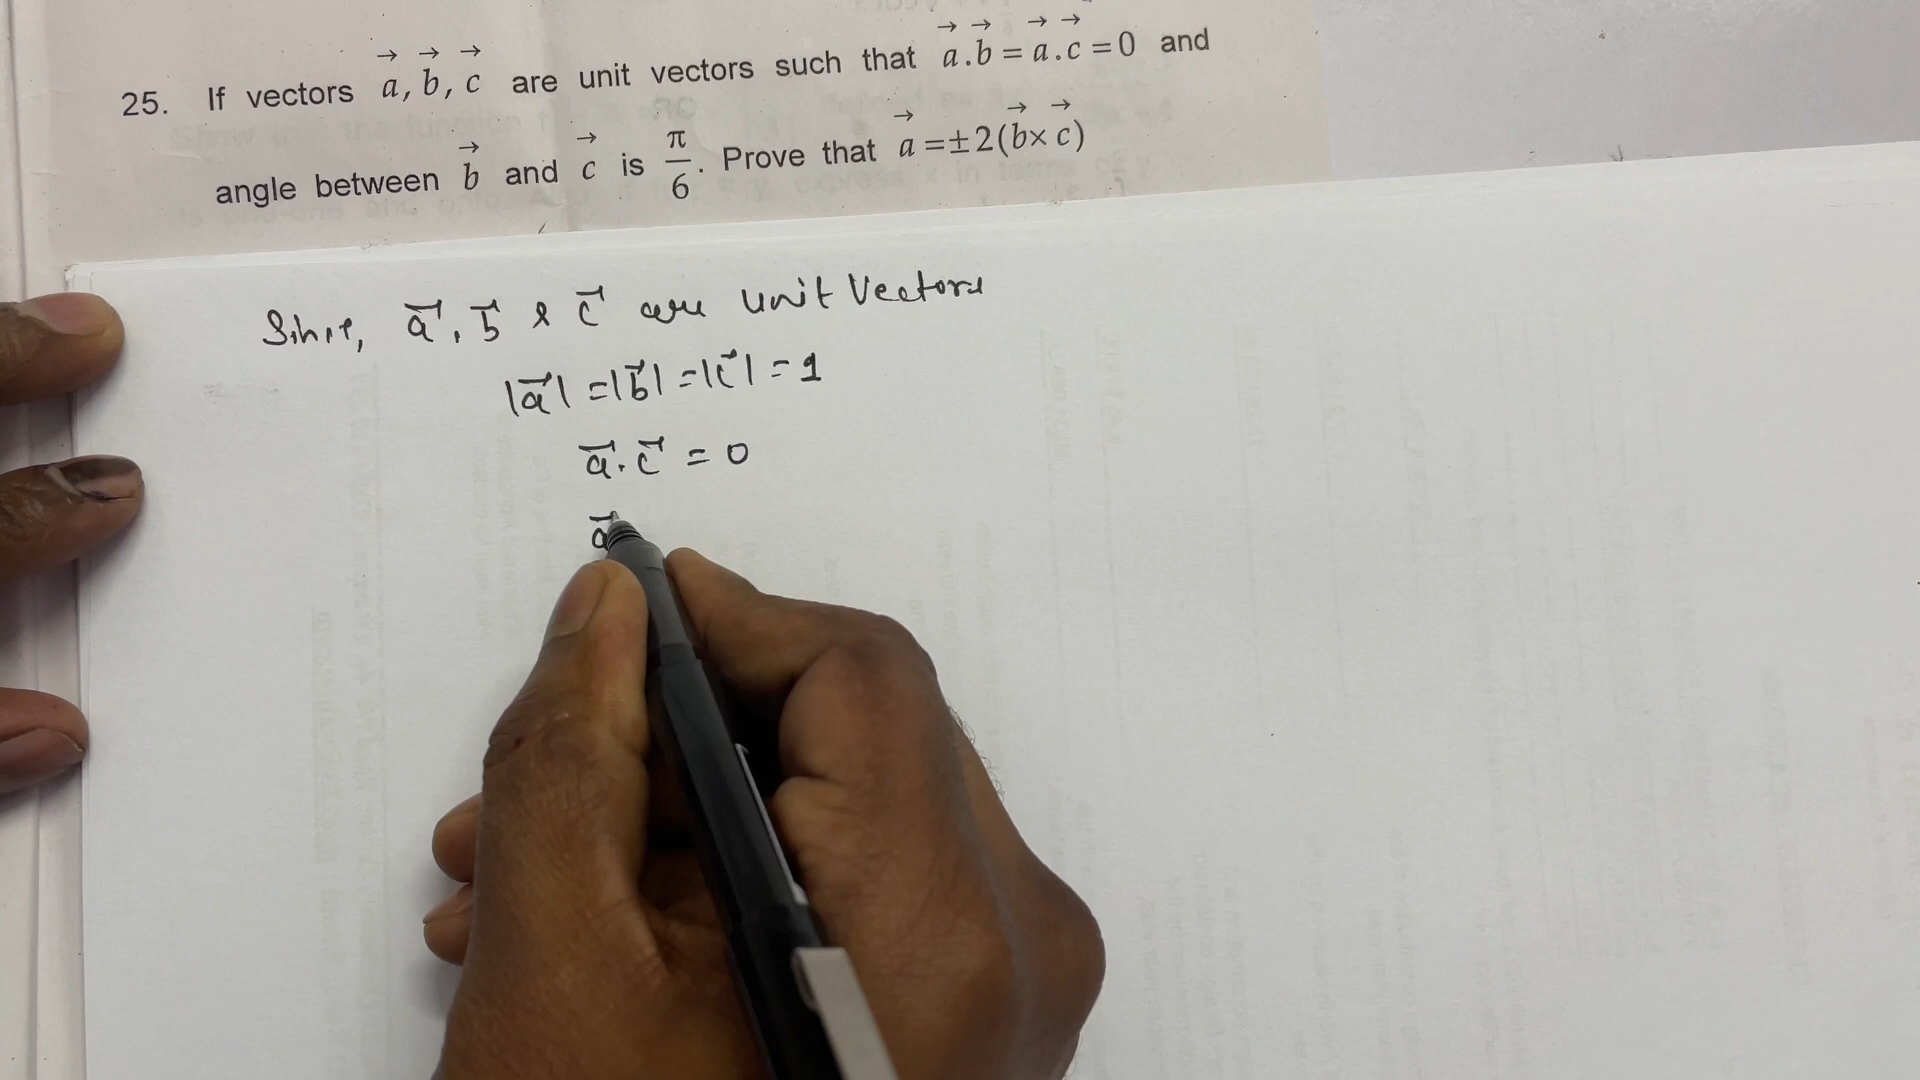 25. If vectors a⃗, b⃗, c⃗ are unit vectors such that a⃗.b⃗ = a⃗.c⃗ = 0 and
angle between b⃗ and c⃗ is π/6. Prove that a⃗ = ±2(b⃗× c⃗)
Since, a⃗, b⃗ & c⃗ are unit Vectors
|a⃗| = |b⃗| = |c⃗| = 1
a⃗.c⃗ = 0
a⃗